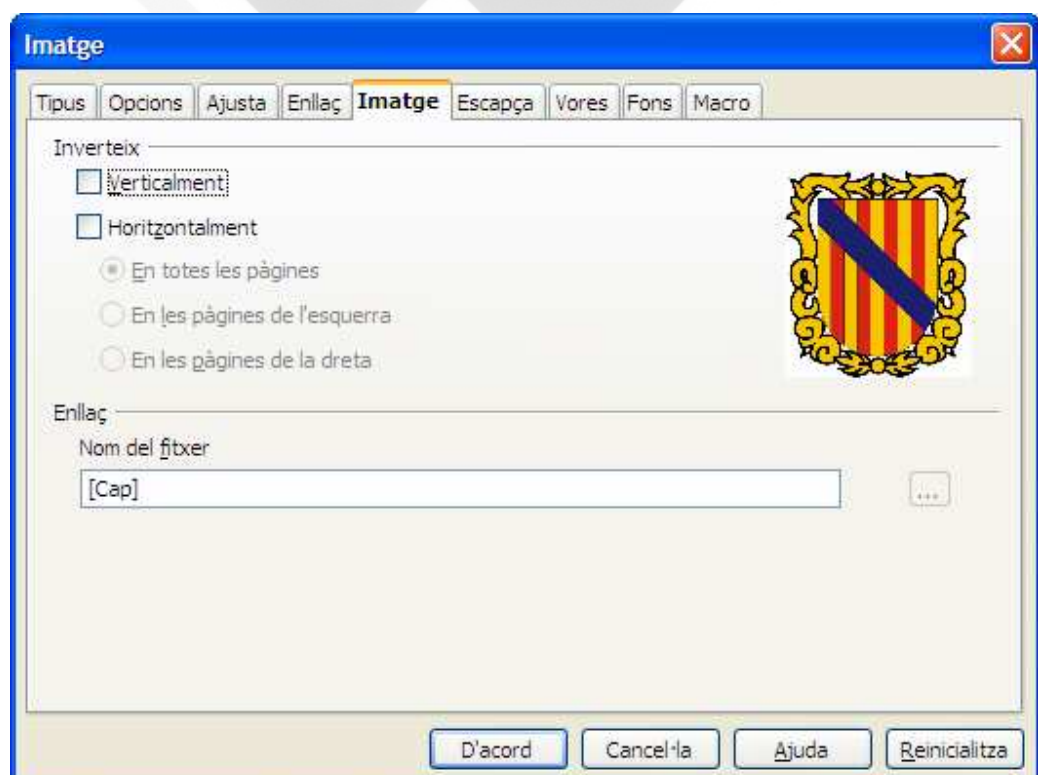 Imatge
Tipus Opcions Ajusta Enllaç Imatge Escapça Vores Fons Macro
Inverteix
Verticalment
Horitzontalment
En totes les pàgines
En les pàgines de l'esquerra
En les pàgines de la dreta
Enllaç
Nom del fitxer
[Cap]
...
D'acord Cancel·la Ajuda Reinicialitza